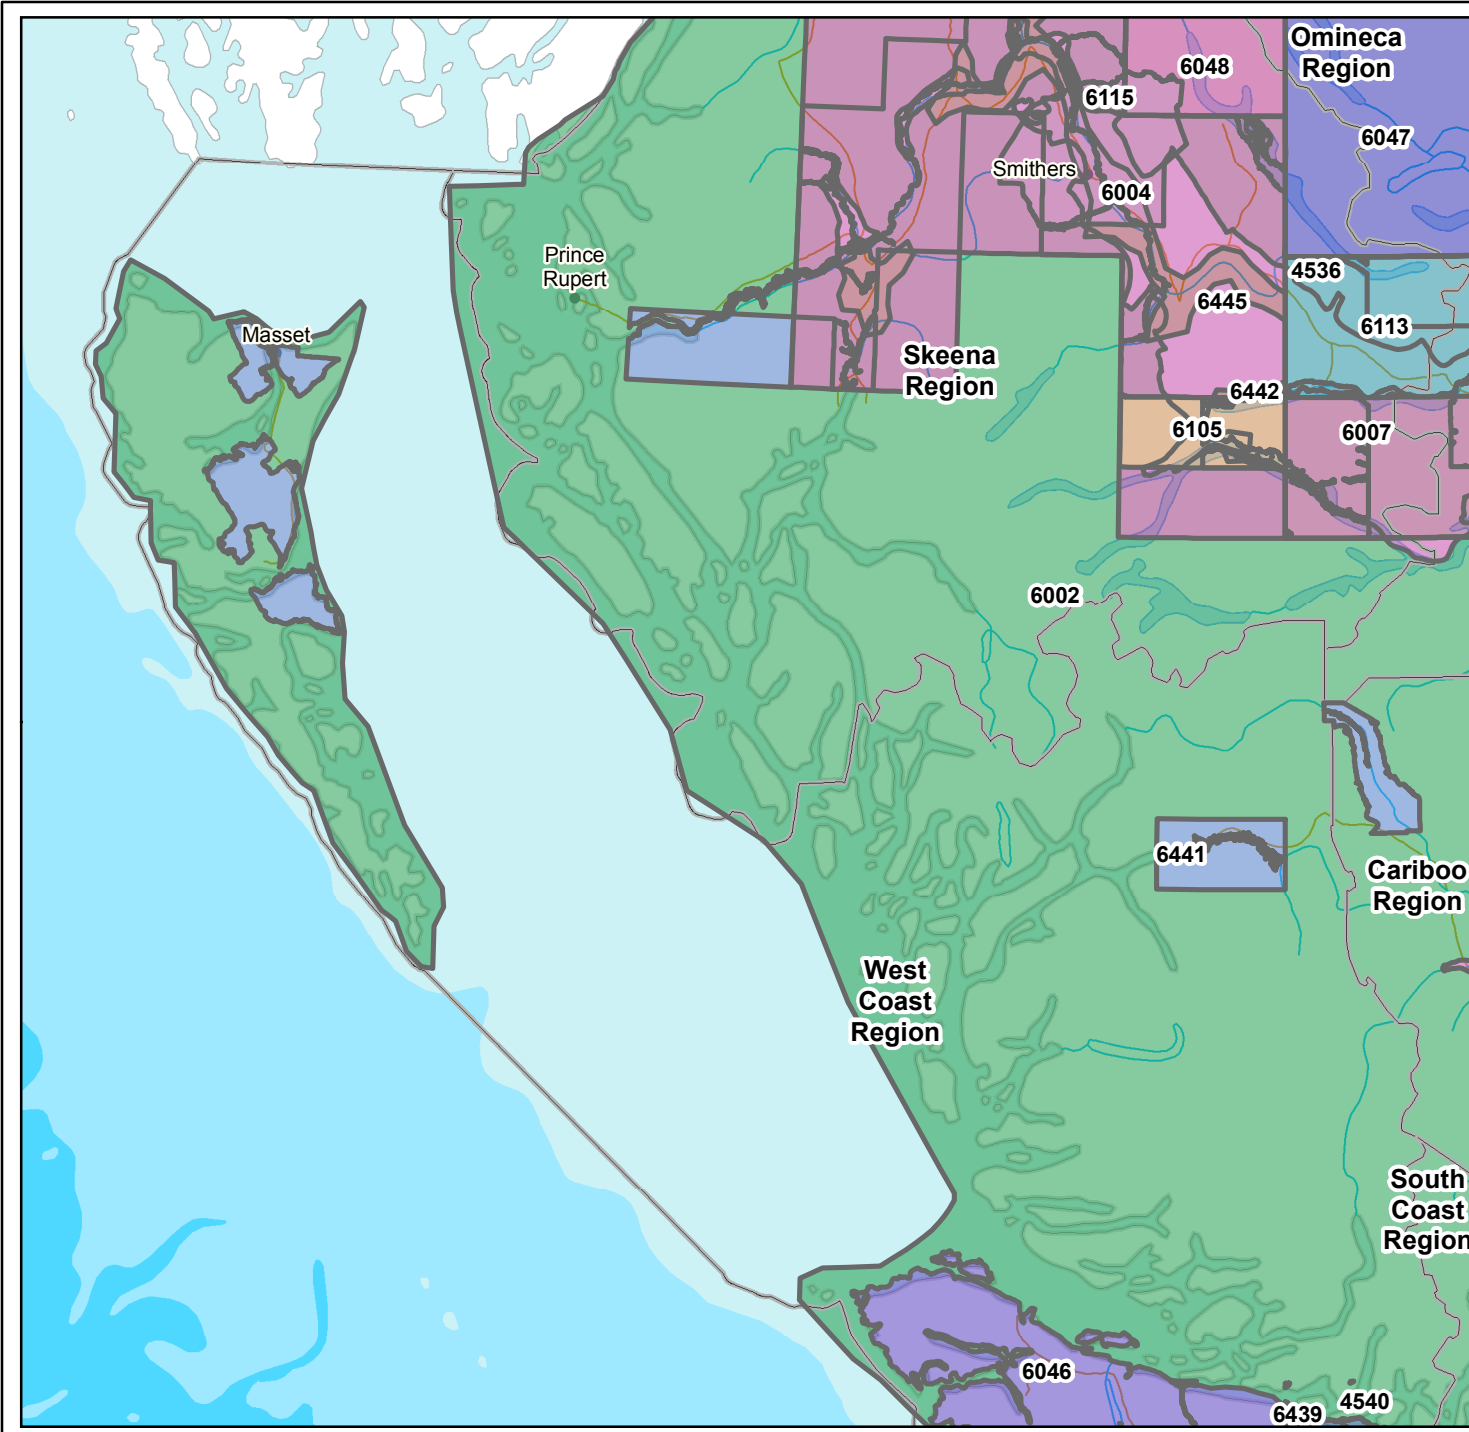 Omineca
Region
6048
6115
6047
Smithers
6004
Prince
Rupert
4536
6445
6113
Masset
Skeena
Region
6442
6105
6007
6002
6441
Cariboo
Region
West
Coast
Region
South
Coast
Region
6046
4540
6439